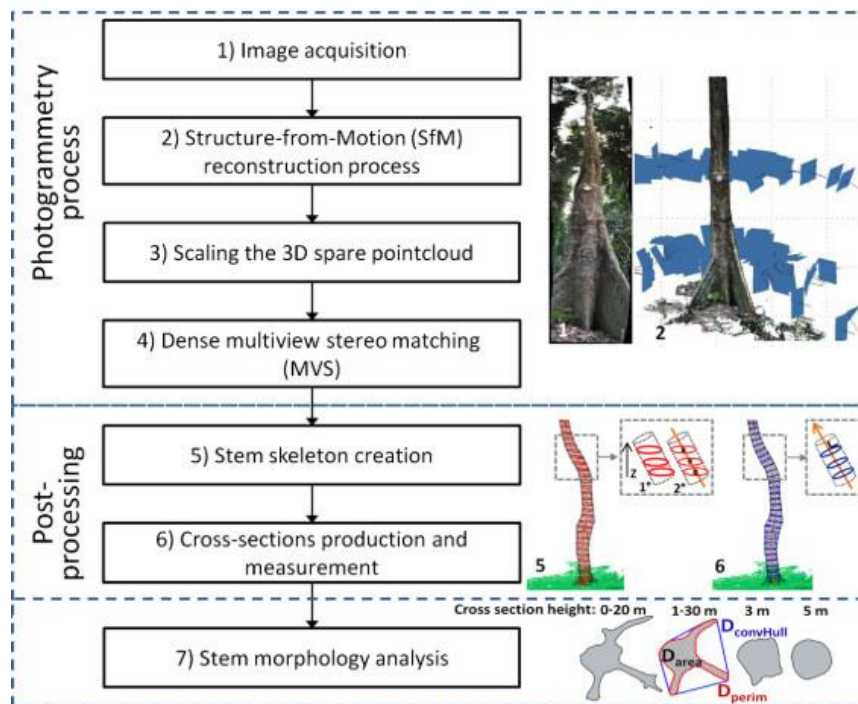 Photogrammetry
process
1) Image acquisition
2) Structure-from-Motion (SfM)
reconstruction process
3) Scaling the 3D spare pointcloud
4) Dense multiview stereo matching
(MVS)
1
2
Post-
processing
5) Stem skeleton creation
6) Cross-sections production and
measurement
5
z
1°
2°
6
Cross section height: 0-20 m 1-30 m 3 m 5 m
7) Stem morphology analysis
DconvHull
Darea
Dperim